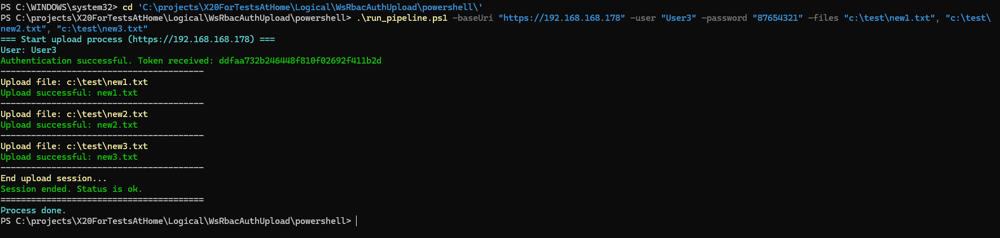 PS C:\WINDOWS\system32> cd 'C:\projects\X20ForTestsAtHome\Logical\WsRbacAuthUpload\powershell\'
PS C:\projects\X20ForTestsAtHome\Logical\WsRbacAuthUpload\powershell> .\run_pipeline.ps1 -baseUri "https://192.168.168.178" -user "User3" -password "87654321" -files "c:\test\new1.txt", "c:\test\
new2.txt", "c:\test\new3.txt"
=== Start upload process (https://192.168.168.178) ===
User: User3
Authentication successful. Token received: ddfaa732b246448f810f02692f411b2d
----------------------------------------
Upload file: c:\test\new1.txt
Upload successful: new1.txt
----------------------------------------
Upload file: c:\test\new2.txt
Upload successful: new2.txt
----------------------------------------
Upload file: c:\test\new3.txt
Upload successful: new3.txt
----------------------------------------
End upload session...
Session ended. Status is ok.
========================================
Process done.
PS C:\projects\X20ForTestsAtHome\Logical\WsRbacAuthUpload\powershell>